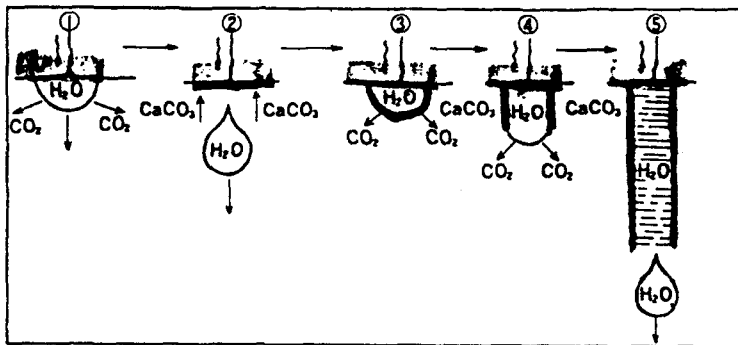 ① ② ③ ④ ⑤
H₂O
CO₂ CO₂
CaCO₃ CaCO₃
H₂O
H₂O
CO₂ CO₂
CaCO₃ H₂O CaCO₃
CO₂ CO₂
H₂O
H₂O